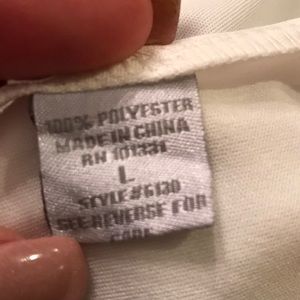 100% POLYESTER
MADE IN CHINA
RN 101331
L
STYLE#6130
SEE REVERSE FOR
CARE